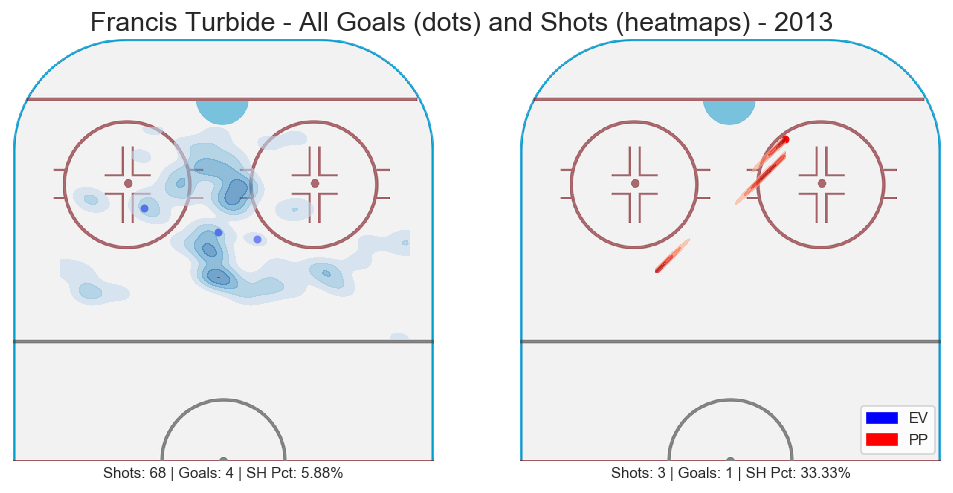 Francis Turbide - All Goals (dots) and Shots (heatmaps) - 2013
EV
PP
Shots: 68 | Goals: 4 | SH Pct: 5.88%
Shots: 3 | Goals: 1 | SH Pct: 33.33%